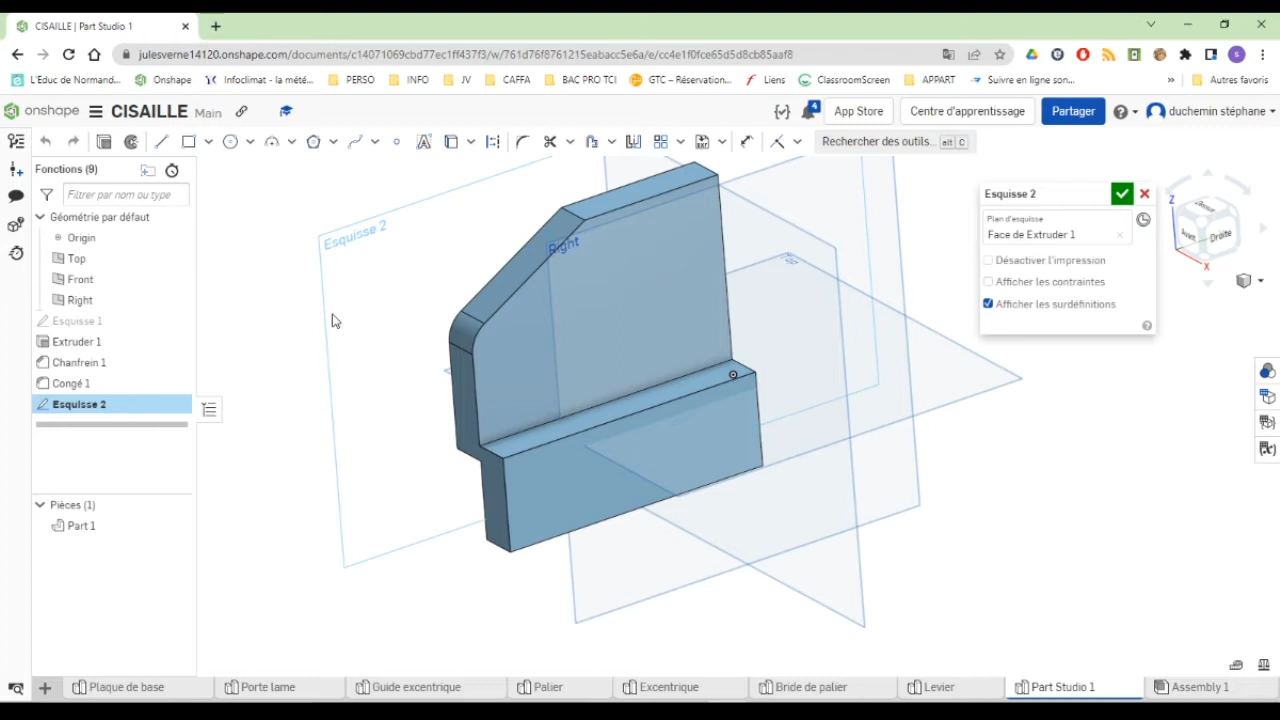 CISAILLE | Part Studio 1
julesverne14120.onshape.com/documents/c14071069cbd77ec1ff437f3/w/761d76f8761215eabacc5e6a/e/cc4e1f0fce65d5d8cb85aaf8
S
L'Educ de Normand... Onshape Infoclimat - la mété... PERSO INFO JV CAFFA BAC PRO TCI GTC – Réservation... Liens ClassroomScreen APPART Suivre en ligne son... » Autres favoris
onshape CISAILLE Main 4 App Store Centre d'apprentissage Partager duchemin stéphane
Rechercher des outils... alt C
Fonctions (9)
Filtrer par nom ou type
Géométrie par défaut
Origin
Top
Front
Right
Esquisse 1
Extruder 1
Chanfrein 1
Congé 1
Esquisse 2
Pièces (1)
Part 1
Esquisse 2
Right
Top
Esquisse 2
Plan d'esquisse
Face de Extruder 1
Désactiver l'impression
Afficher les contraintes
Afficher les surdéfinitions
Z
Droite
X
Plaque de base Porte lame Guide excentrique Palier Excentrique Bride de palier Levier Part Studio 1 Assembly 1